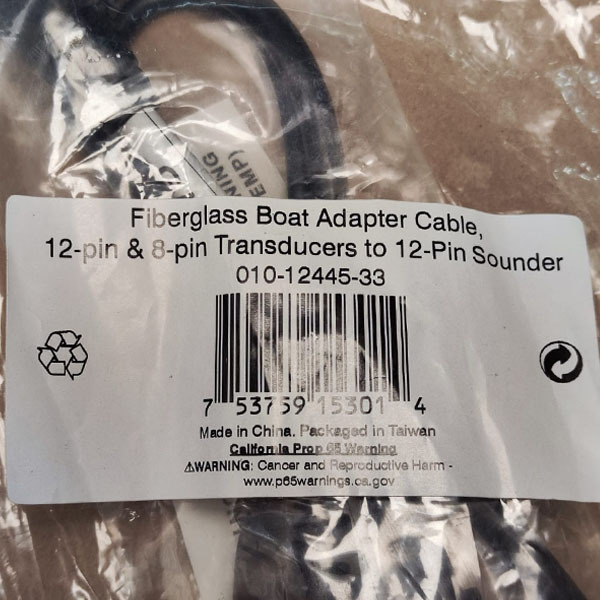 NING
EMP)
Fiberglass Boat Adapter Cable,
12-pin & 8-pin Transducers to 12-Pin Sounder
010-12445-33
7 53759 15301 4
Made in China. Packaged in Taiwan
California Prop 65 Warning
⚠WARNING: Cancer and Reproductive Harm -
www.p65warnings.ca.gov